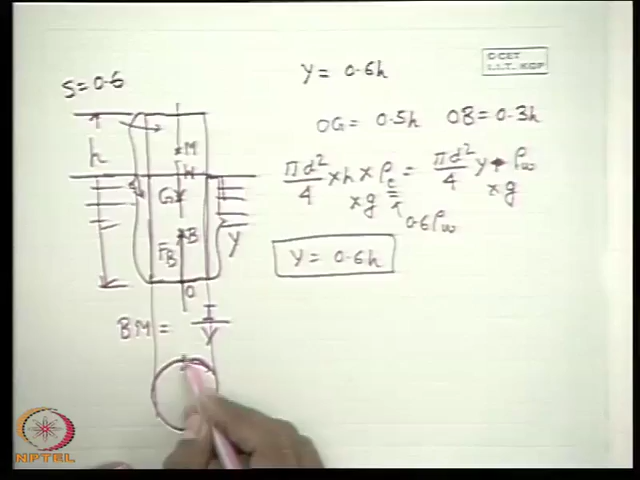 S=0.6
y = 0.6h
©CET
I.I.T. KGP
OG = 0.5h OB = 0.3h
πd²/4 × h × ρc × g = πd²/4 y ρw × g
0.6ρw
y = 0.6h
h
M
W
G
B
FB
y
O
BM = I/V
NPTEL